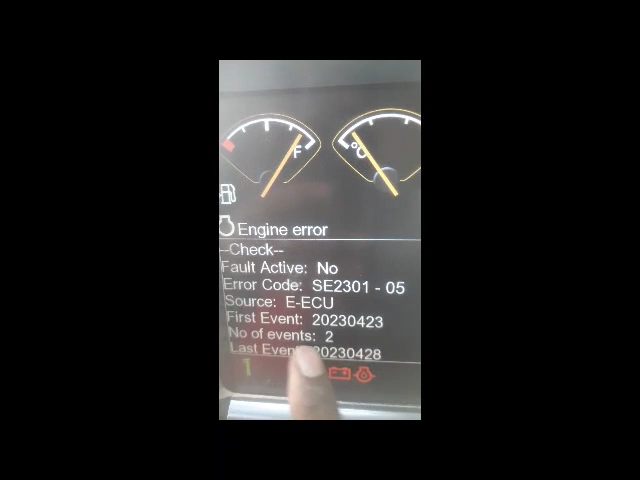 F
°C
Engine error
--Check--
Fault Active: No
Error Code: SE2301 - 05
Source: E-ECU
First Event: 20230423
No of events: 2
Last Event: 20230428